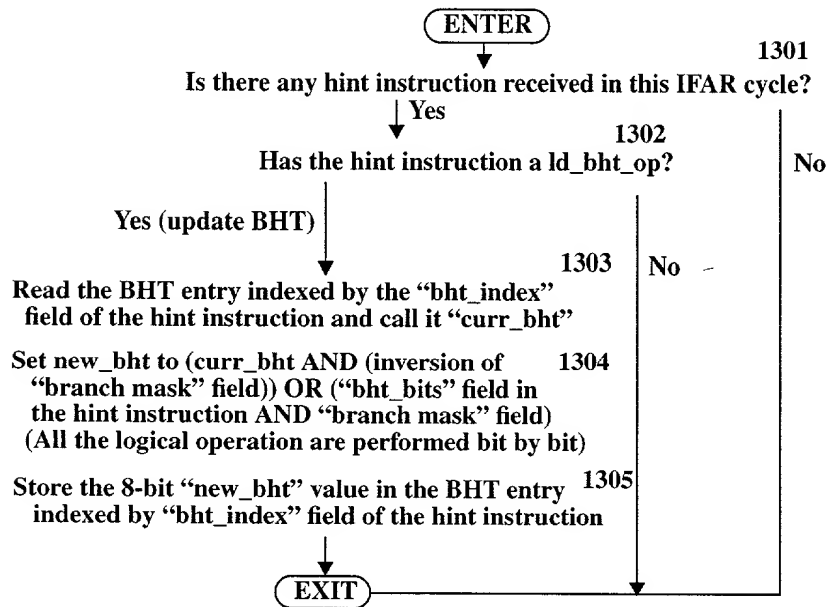 ENTER
1301
Is there any hint instruction received in this IFAR cycle?
Yes
1302
Has the hint instruction a ld_bht_op?
No
Yes (update BHT)
1303
No
Read the BHT entry indexed by the “bht_index”
field of the hint instruction and call it “curr_bht”
Set new_bht to (curr_bht AND (inversion of 1304
“branch mask” field)) OR (“bht_bits” field in
the hint instruction AND “branch mask” field)
(All the logical operation are performed bit by bit)
Store the 8-bit “new_bht” value in the BHT entry 1305
indexed by “bht_index” field of the hint instruction
EXIT